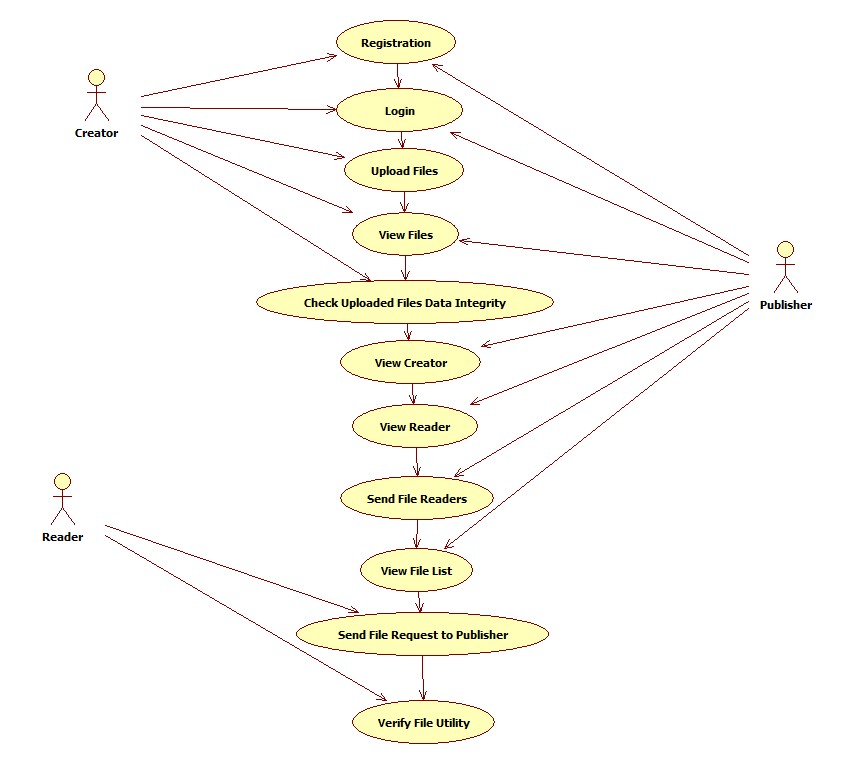 Registration
Creator
Login
Upload Files
View Files
Publisher
Check Uploaded Files Data Integrity
View Creator
View Reader
Send File Readers
Reader
View File List
Send File Request to Publisher
Verify File Utility